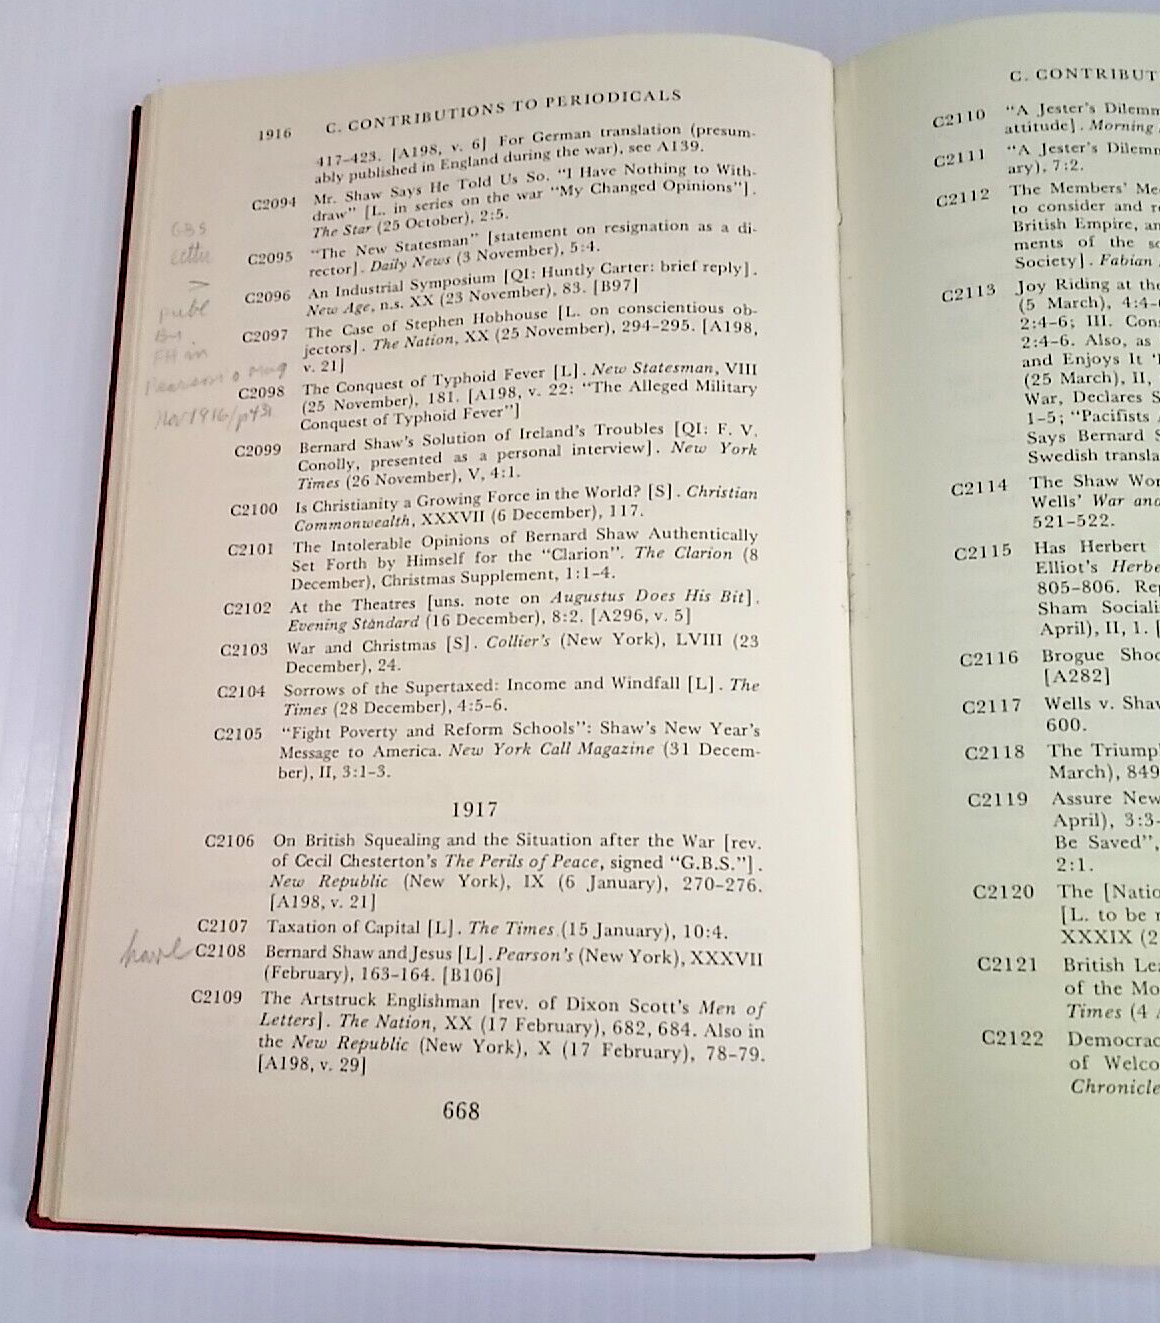 1916 C. CONTRIBUTIONS TO PERIODICALS
417–423. [A198, v. 6] For German translation (presum-
ably published in England during the war), see A139.
C2094 Mr. Shaw Says He Told Us So. "I Have Nothing to With-
draw" [L. in series on the war "My Changed Opinions"].
The Star (25 October), 2:5.
C2095 "The New Statesman" [statement on resignation as a di-
rector]. Daily News (3 November), 5:4.
C2096 An Industrial Symposium [QI: Huntly Carter: brief reply].
New Age, n.s. XX (23 November), 83. [B97]
C2097 The Case of Stephen Hobhouse [L. on conscientious ob-
jectors]. The Nation, XX (25 November), 294–295. [A198,
v. 21]
C2098 The Conquest of Typhoid Fever [L]. New Statesman, VIII
(25 November), 181. [A198, v. 22: "The Alleged Military
Conquest of Typhoid Fever"]
C2099 Bernard Shaw's Solution of Ireland's Troubles [QI: F. V.
Conolly, presented as a personal interview]. New York
Times (26 November), V, 4:1.
C2100 Is Christianity a Growing Force in the World? [S]. Christian
Commonwealth, XXXVII (6 December), 117.
C2101 The Intolerable Opinions of Bernard Shaw Authentically
Set Forth by Himself for the "Clarion". The Clarion (8
December), Christmas Supplement, 1:1–4.
C2102 At the Theatres [uns. note on Augustus Does His Bit].
Evening Standard (16 December), 8:2. [A296, v. 5]
C2103 War and Christmas [S]. Collier's (New York), LVIII (23
December), 24.
C2104 Sorrows of the Supertaxed: Income and Windfall [L]. The
Times (28 December), 4:5–6.
C2105 "Fight Poverty and Reform Schools": Shaw's New Year's
Message to America. New York Call Magazine (31 Decem-
ber), II, 3:1–3.
1917
C2106 On British Squealing and the Situation after the War [rev.
of Cecil Chesterton's The Perils of Peace, signed "G.B.S."].
New Republic (New York), IX (6 January), 270–276.
[A198, v. 21]
C2107 Taxation of Capital [L]. The Times (15 January), 10:4.
have C2108 Bernard Shaw and Jesus [L]. Pearson's (New York), XXXVII
(February), 163–164. [B106]
C2109 The Artstruck Englishman [rev. of Dixon Scott's Men of
Letters]. The Nation, XX (17 February), 682, 684. Also in
the New Republic (New York), X (17 February), 78–79.
[A198, v. 29]
668
GBS
letter
>
publ
FH in
Pearson's Mag
Nov 1916/p431
C. CONTRIBUT
C2110 "A Jester's Dilemm
attitude]. Morning
C2111 "A Jester's Dilemm
ary), 7:2.
C2112 The Members' Me
to consider and r
British Empire, an
ments of the so
Society]. Fabian
C2113 Joy Riding at the
(5 March), 4:4–
2:4–6; III. Cons
2:4–6. Also, as
and Enjoys It
(25 March), II,
War, Declares S
1–5; "Pacifists
Says Bernard S
Swedish transla
C2114 The Shaw Wor
Wells' War and
521–522.
C2115 Has Herbert
Elliot's Herbe
805–806. Rep
Sham Sociali
April), II, 1. [
C2116 Brogue Shoc
[A282]
C2117 Wells v. Shav
600.
C2118 The Triump
March), 849
C2119 Assure New
April), 3:3–
Be Saved",
2:1.
C2120 The [Natio
[L. to be r
XXXIX (2
C2121 British Lea
of the Mo
Times (4
C2122 Democrac
of Welco
Chronicle